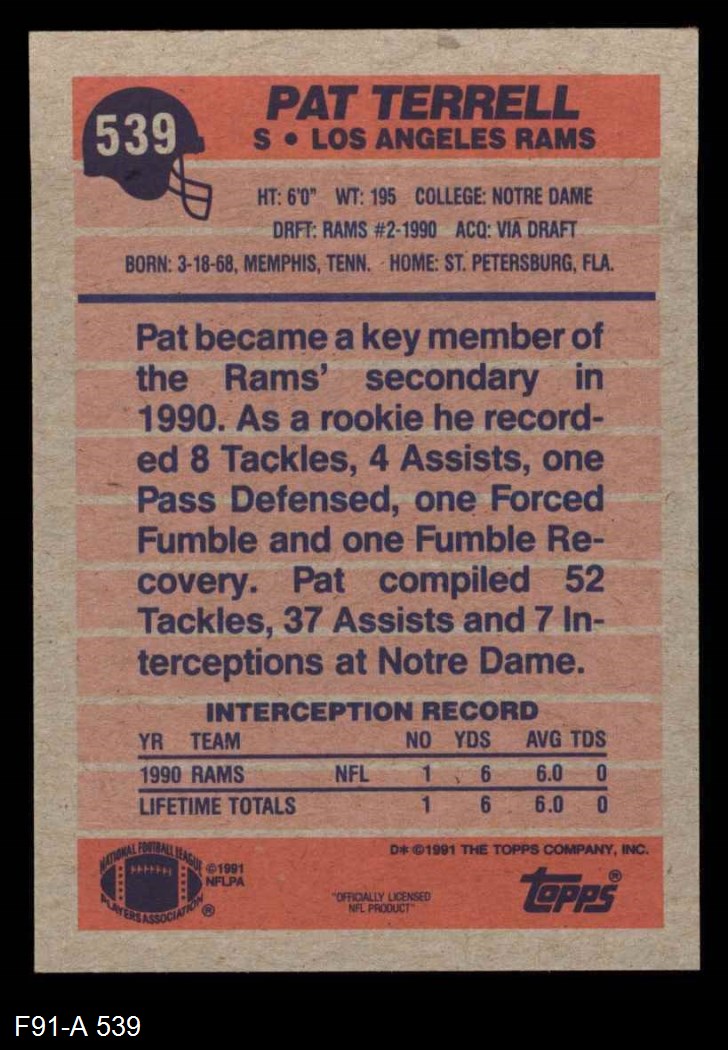 539
PAT TERRELL
S • LOS ANGELES RAMS
HT: 6'0" WT: 195 COLLEGE: NOTRE DAME
DRFT: RAMS #2-1990 ACQ: VIA DRAFT
BORN: 3-18-68, MEMPHIS, TENN. HOME: ST. PETERSBURG, FLA.
Pat became a key member of
the Rams' secondary in
1990. As a rookie he record-
ed 8 Tackles, 4 Assists, one
Pass Defensed, one Forced
Fumble and one Fumble Re-
covery. Pat compiled 52
Tackles, 37 Assists and 7 In-
terceptions at Notre Dame.
INTERCEPTION RECORD
YR TEAM NO YDS AVG TDS
1990 RAMS NFL 1 6 6.0 0
LIFETIME TOTALS 1 6 6.0 0
D* ©1991 THE TOPPS COMPANY, INC.
NATIONAL FOOTBALL LEAGUE
PLAYERS ASSOCIATION ®
©1991
NFLPA
"OFFICIALLY LICENSED
NFL PRODUCT"
topps®
F91-A 539